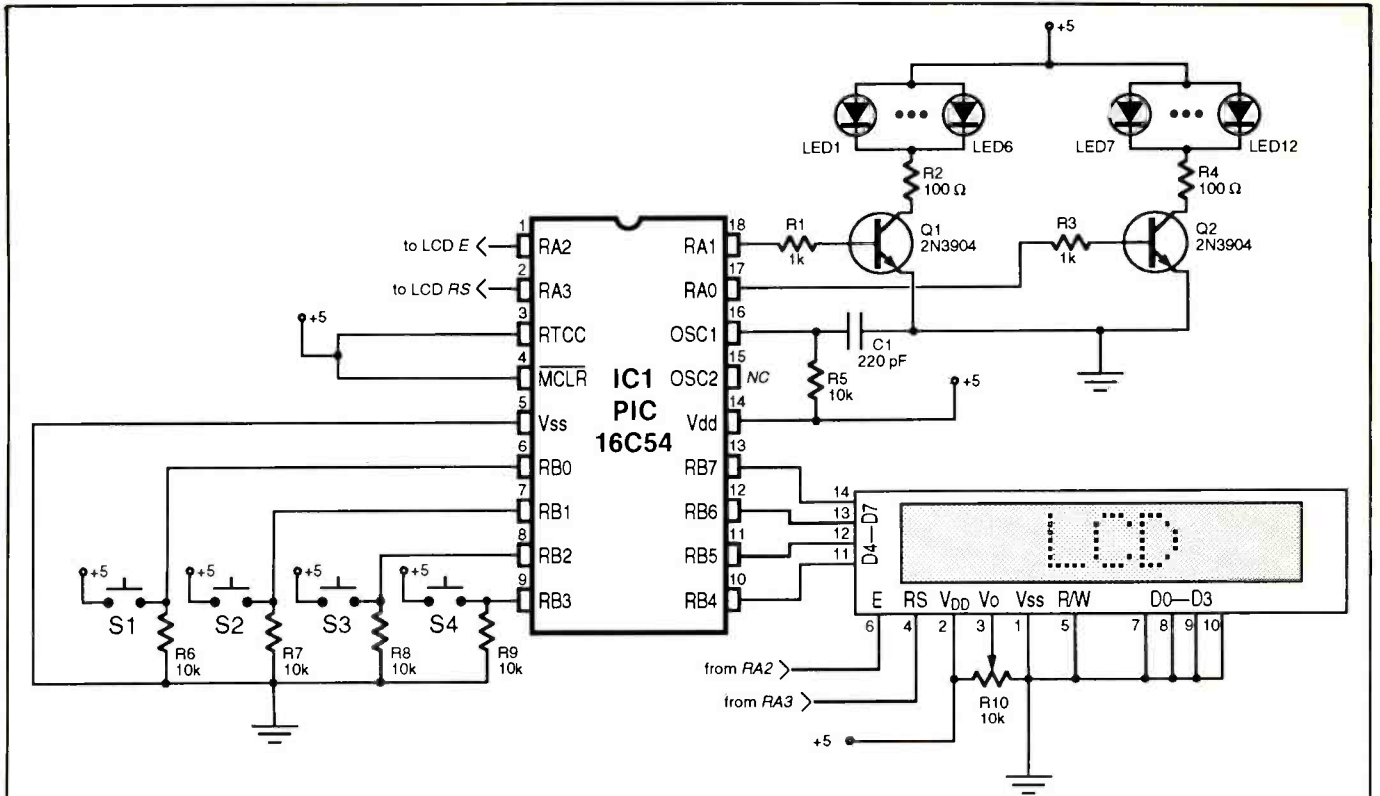 +5
LED1
LED6
LED7
LED12
R2
100 Ω
R4
100 Ω
R1
1k
Q1
2N3904
R3
1k
Q2
2N3904
to LCD E
to LCD RS
+5
1
RA2
2
RA3
3
RTCC
4
MCLR
5
Vss
6
RB0
7
RB1
8
RB2
9
RB3
IC1
PIC
16C54
18
RA1
17
RA0
16
OSC1
15
OSC2
NC
14
Vdd
13
RB7
12
RB6
11
RB5
10
RB4
C1
220 pF
R5
10k
+5
+5
S1
R6
10k
+5
S2
R7
10k
+5
S3
R8
10k
+5
S4
R9
10k
14
13
12
11
D4—D7
LCD
E RS VDD Vo Vss R/W D0—D3
6 4 2 3 1 5 7 8 9 10
from RA2
from RA3
R10
10k
+5